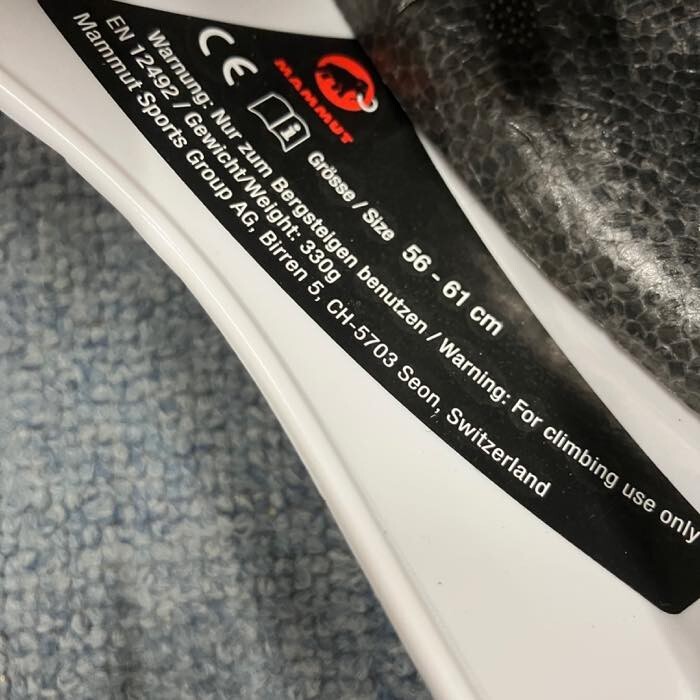 MAMMUT
CE
Grösse / Size 56 - 61 cm
Warnung: Nur zum Bergsteigen benutzen / Warning: For climbing use only
EN 12492 / Gewicht/Weight: 330g
Mammut Sports Group AG, Birren 5, CH-5703 Seon, Switzerland